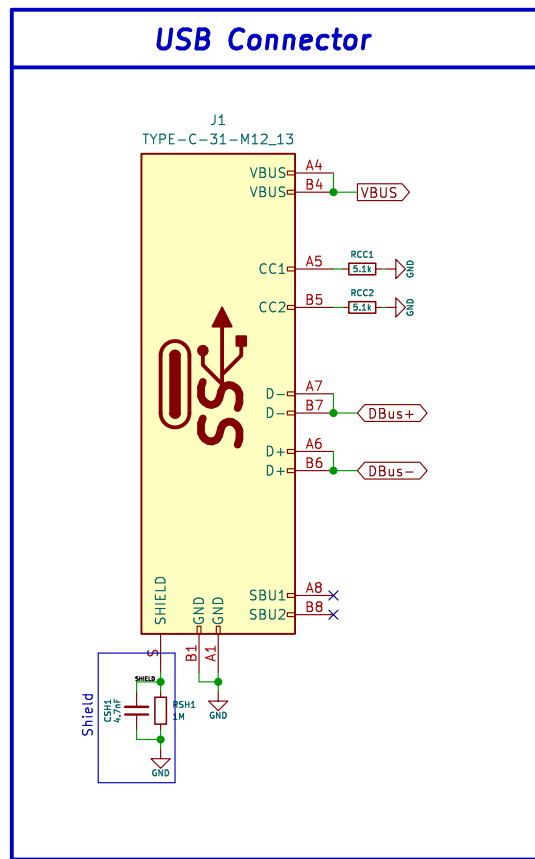 USB Connector
J1
TYPE-C-31-M12_13
VBUS A4
VBUS B4 VBUS
CC1 A5 RCC1 5.1k GND
CC2 B5 RCC2 5.1k GND
SS
D- A7
D- B7 DBus+
D+ A6
D+ B6 DBus-
SBU1 A8
SBU2 B8
SHIELD GND GND
S B1 A1
Shield
SHIELD
CSH1
4.7nF
RSH1
1M
GND
GND